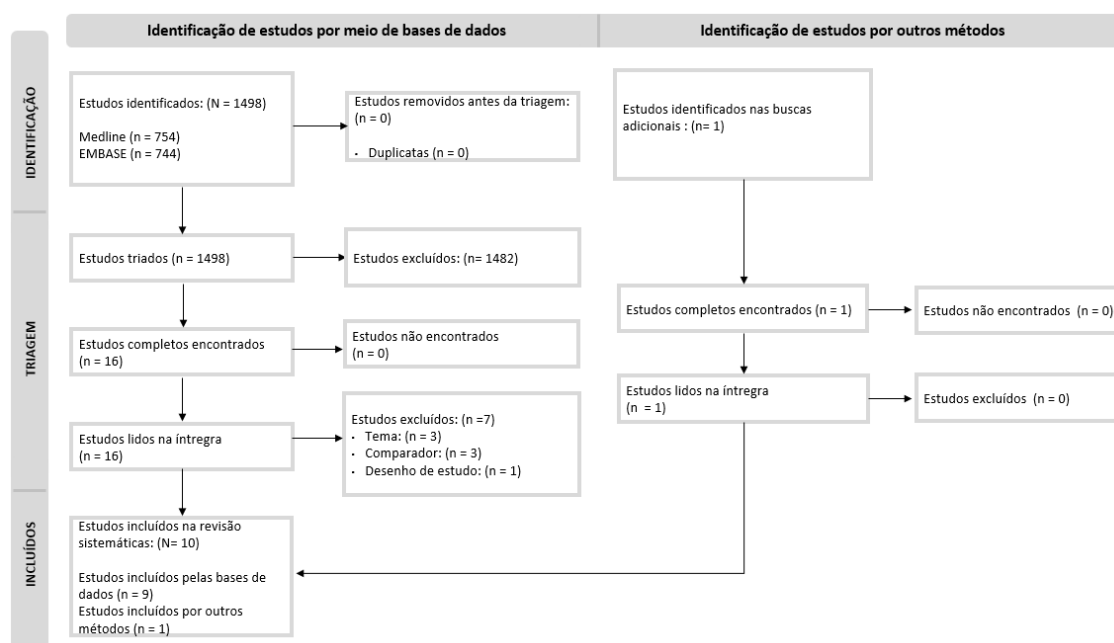 Identificação de estudos por meio de bases de dados
Identificação de estudos por outros métodos
IDENTIFICAÇÃO
Estudos identificados: (N = 1498)
Medline (n = 754)
EMBASE (n = 744)
Estudos removidos antes da triagem:
(n = 0)
· Duplicatas (n = 0)
Estudos identificados nas buscas
adicionais : (n= 1)
TRIAGEM
Estudos triados (n = 1498)
Estudos excluídos: (n= 1482)
Estudos completos encontrados
(n = 16)
Estudos não encontrados
(n = 0)
Estudos completos encontrados (n = 1)
Estudos não encontrados (n = 0)
Estudos lidos na íntregra
(n = 16)
Estudos excluídos: (n =7)
· Tema: (n = 3)
· Comparador: (n = 3)
· Desenho de estudo: (n = 1)
Estudos lidos na íntregra
(n = 1)
Estudos excluídos (n = 0)
INCLUÍDOS
Estudos incluídos na revisão
sistemáticas: (N= 10)
Estudos incluídos pelas bases de
dados (n = 9)
Estudos incluídos por outros
métodos (n = 1)